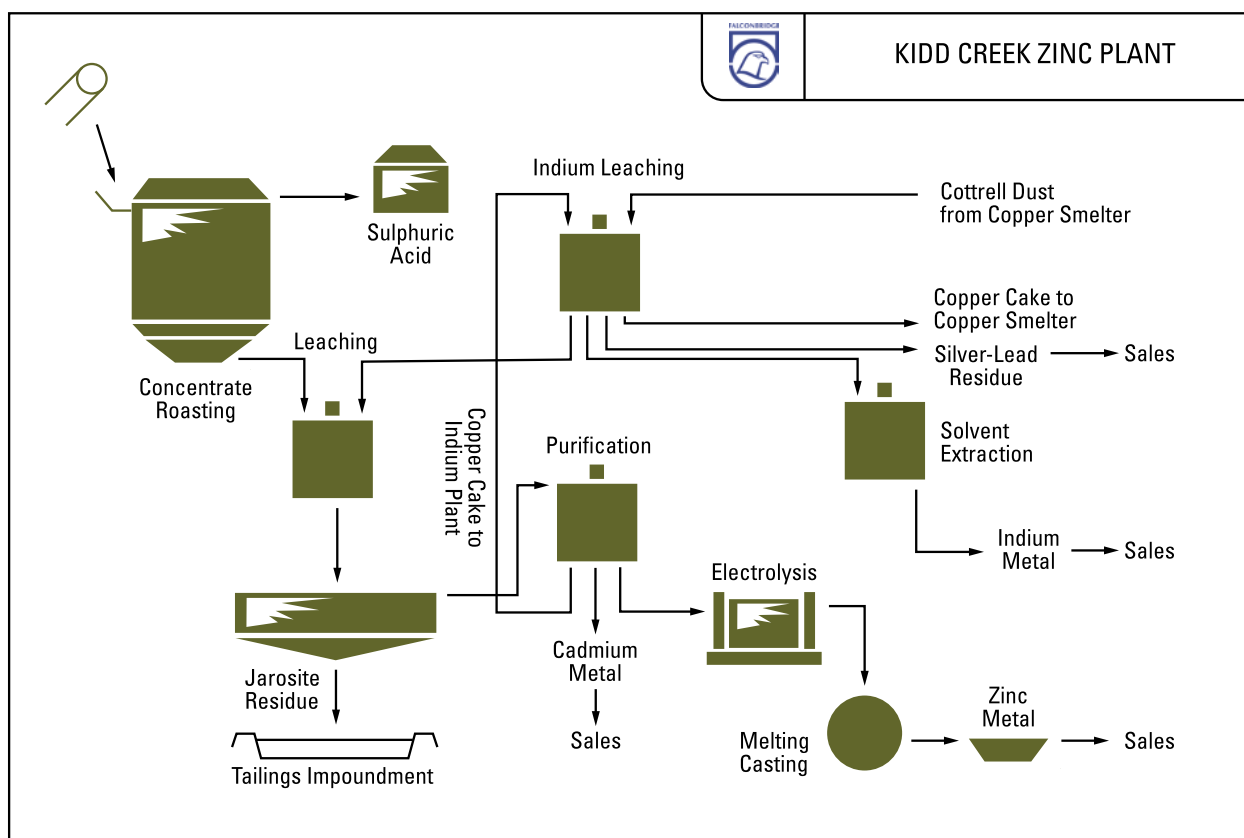 FALCONBRIDGE
KIDD CREEK ZINC PLANT
Indium Leaching
Cottrell Dust
from Copper Smelter
Sulphuric
Acid
Copper Cake to
Copper Smelter
Leaching
Silver-Lead
Residue
Sales
Concentrate
Roasting
Copper Cake to
Indium Plant
Purification
Solvent
Extraction
Indium
Metal
Sales
Electrolysis
Cadmium
Metal
Jarosite
Residue
Zinc
Metal
Sales
Melting
Casting
Sales
Tailings Impoundment